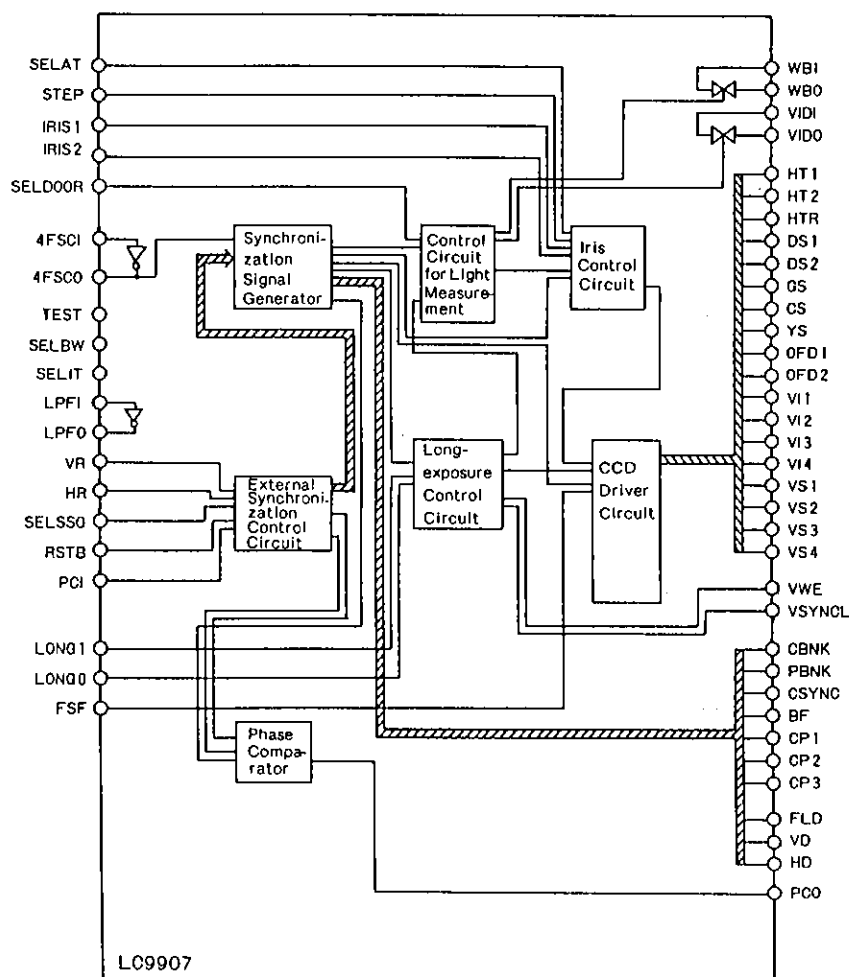 SELAT
STEP
IRIS1
IRIS2
SELDOOR
4FSCI
4FSCO
TEST
SELBW
SELIT
LPFI
LPFO
VR
HR
SELSSG
RSTB
PCI
LONG1
LONG0
FSF
Synchroni-
zation
Signal
Generator
Control
Circuit
for Light
Measure-
ment
Iris
Control
Circuit
External
Synchroni-
zation
Control
Circuit
Long-
exposure
Control
Circuit
CCD
Driver
Circuit
Phase
Compa-
rator
WBI
WBO
VIDI
VIDO
HT1
HT2
HTR
DS1
DS2
GS
CS
YS
OFD1
OFD2
VI1
VI2
VI3
VI4
VS1
VS2
VS3
VS4
VWE
VSYNCL
CBNK
PBNK
CSYNC
BF
CP1
CP2
CP3
FLD
VD
HD
PCO
LC9907